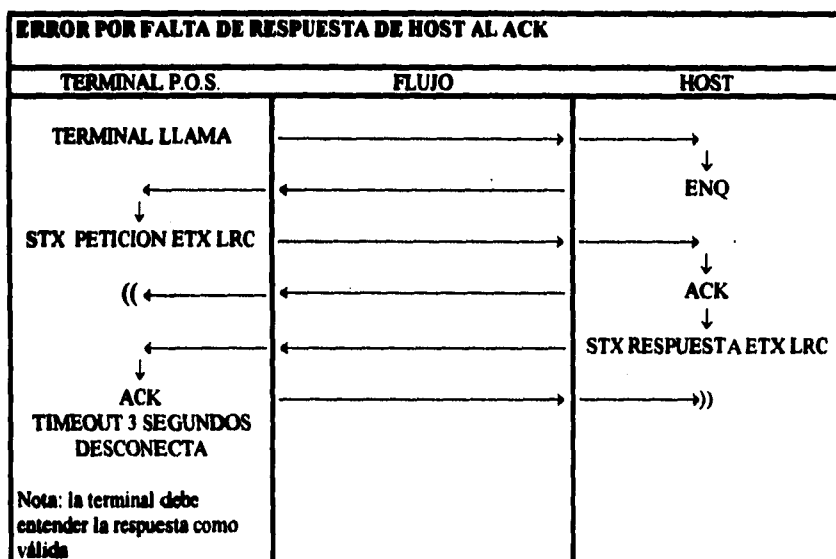 ERROR POR FALTA DE RESPUESTA DE HOST AL ACK
TERMINAL P.O.S. FLUJO HOST
TERMINAL LLAMA
ENQ
STX PETICION ETX LRC
(( ACK
STX RESPUESTA ETX LRC
ACK ))
TIMEOUT 3 SEGUNDOS
DESCONECTA
Nota: la terminal debe
entender la respuesta como
válida